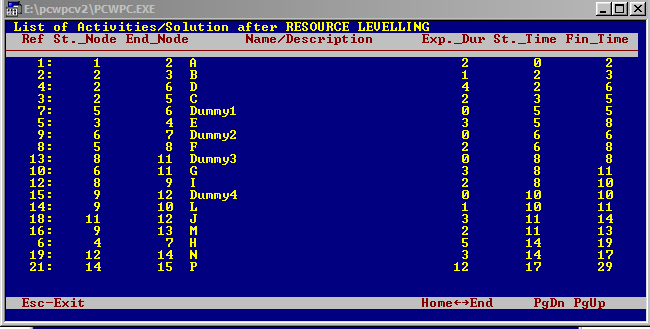 E:\pcwpcv2\PCWPC.EXE
List of Activities/Solution after RESOURCE LEVELLING
Ref St._Node End_Node Name/Description Exp._Dur St._Time Fin_Time
1: 1 2 A 2 0 2
2: 2 3 B 1 2 3
4: 2 6 D 4 2 6
3: 2 5 C 2 3 5
7: 5 6 Dummy1 0 5 5
5: 3 4 E 3 5 8
9: 6 7 Dummy2 0 6 6
8: 5 8 F 2 6 8
13: 8 11 Dummy3 0 8 8
10: 6 11 G 3 8 11
12: 8 9 I 2 8 10
15: 9 12 Dummy4 0 10 10
14: 9 10 L 1 10 11
18: 11 12 J 3 11 14
16: 9 13 M 2 11 13
6: 4 7 H 5 14 19
19: 12 14 N 3 14 17
21: 14 15 P 12 17 29
Esc-Exit Home↔End PgDn PgUp